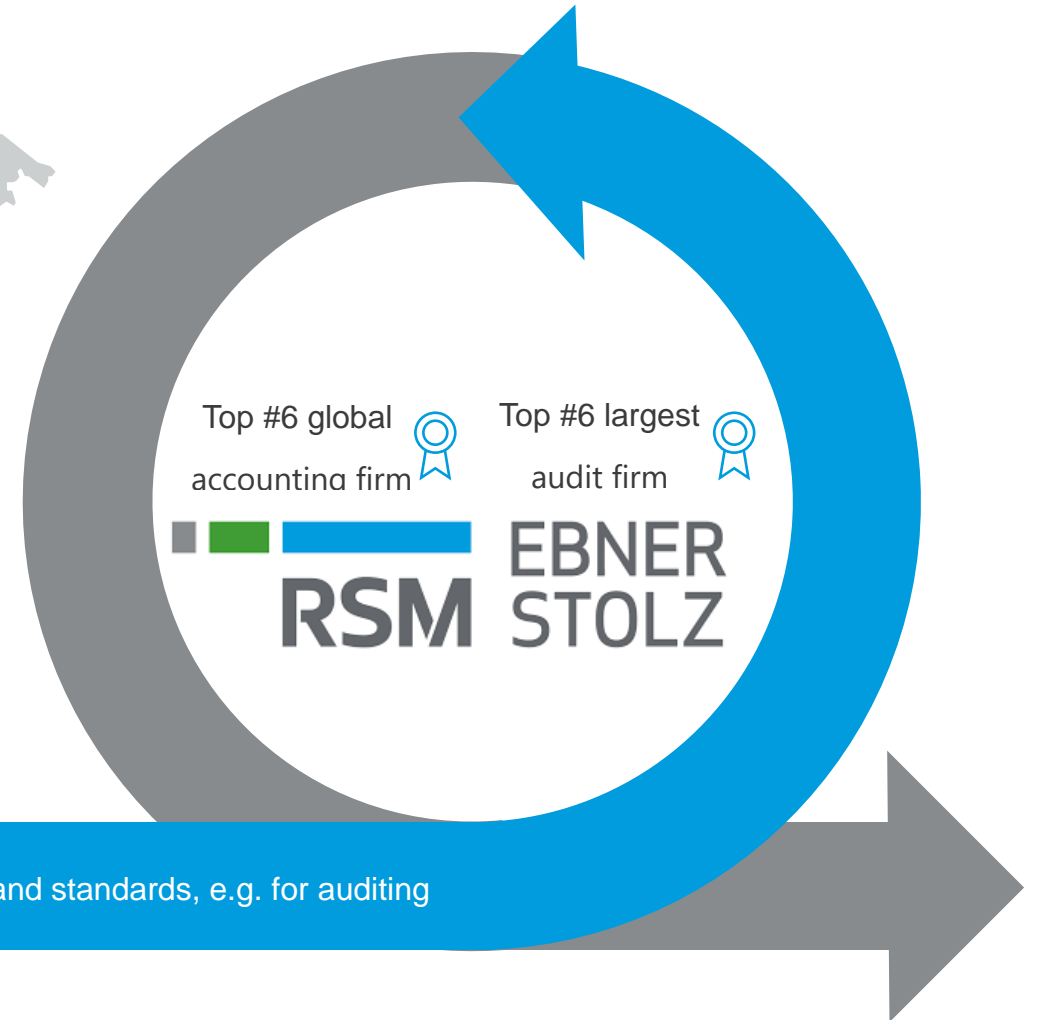 Top #6 global
accounting firm
Top #6 largest
audit firm
RSM
EBNER
STOLZ
and standards, e.g. for auditing